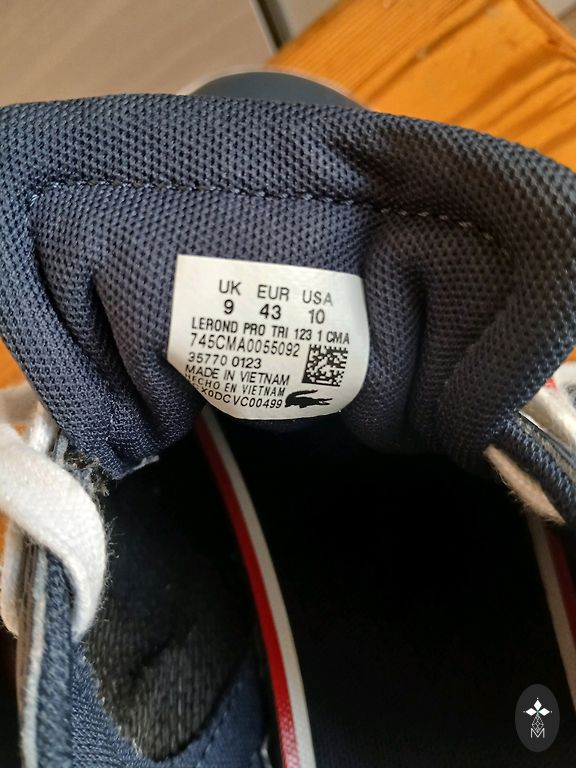 UK EUR USA
9 43 10
LEROND PRO TRI 123 1 CMA
745CMA0055092
35770 0123
MADE IN VIETNAM
HECHO EN VIETNAM